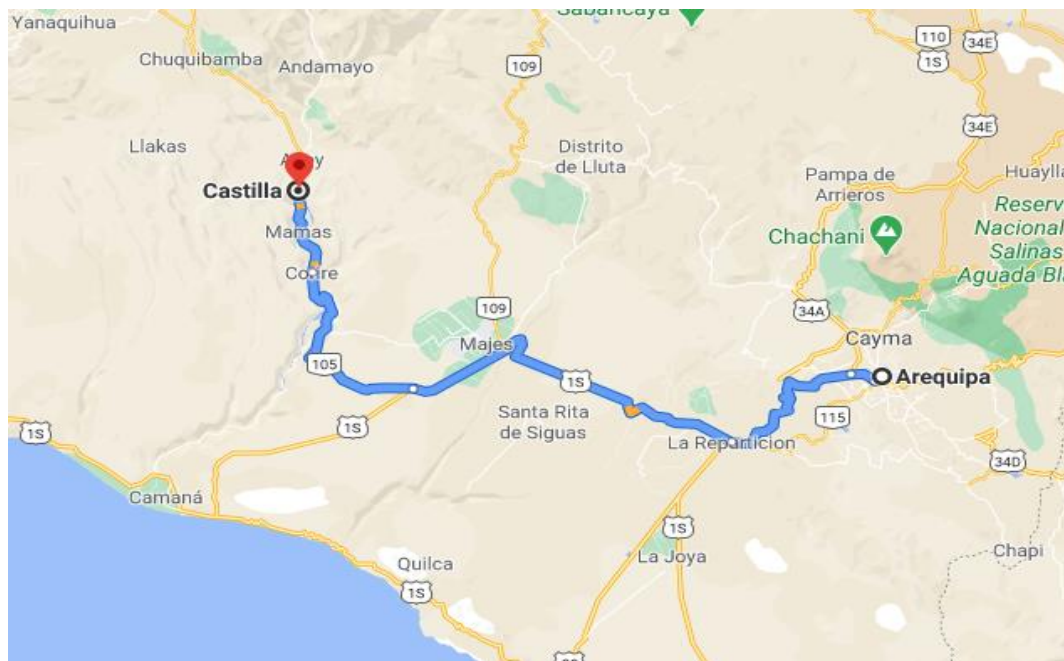 Yanaquihua
Sabancaya
110
34E
1S
Chuquibamba
Andamayo
109
34E
Llakas
Distrito
de Lluta
Pampa de
Arrieros
Huaylla
Castilla
Reserv
Nacional
Salinas
Aguada Bla
Mamas
Chachani
109
34A
Majes
Cayma
105
1S
Arequipa
1S
Santa Rita
de Siguas
115
La Reparticion
1S
34D
Camaná
1S
La Joya
Chapi
Quilca
1S